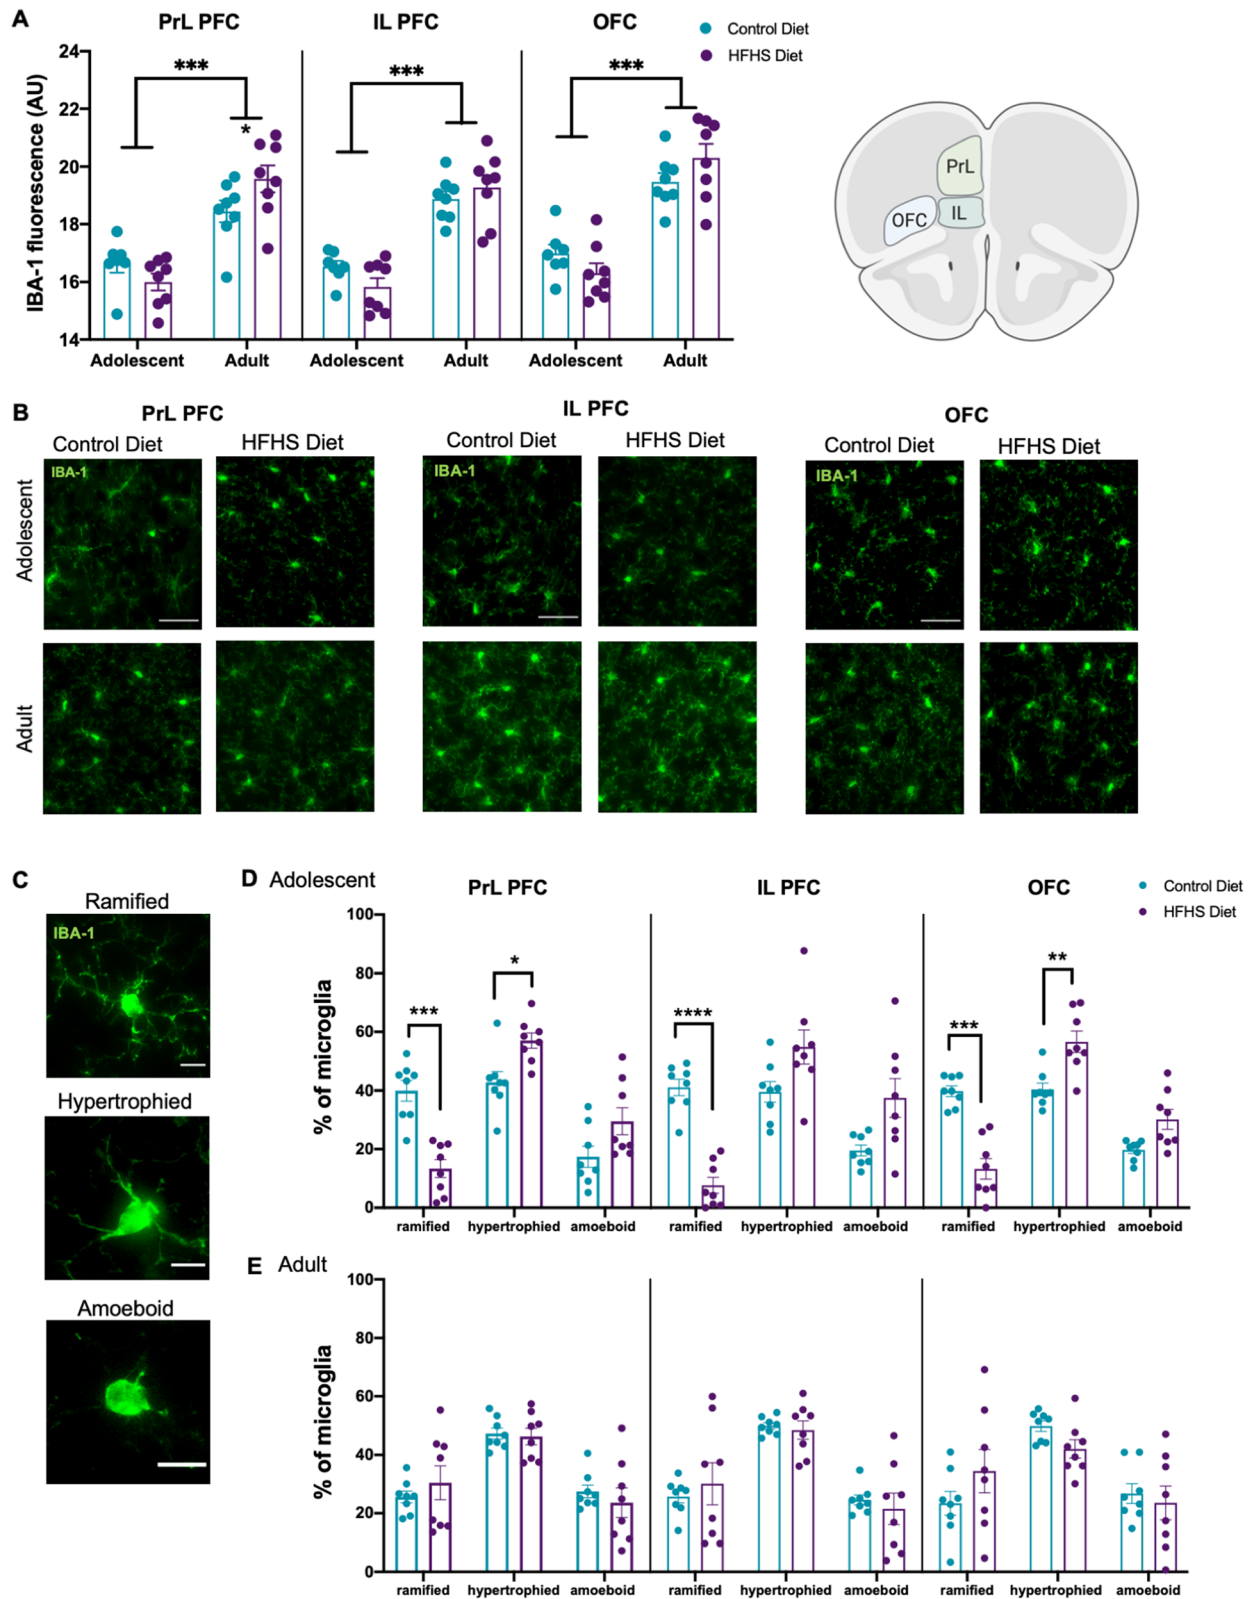 A
PrL PFC
IL PFC
OFC
Control Diet
HFHS Diet
IBA-1 fluorescence (AU)
24
22
20
18
16
14
***
*
***
***
Adolescent
Adult
Adolescent
Adult
Adolescent
Adult
PrL
OFC
IL
B
PrL PFC
IL PFC
OFC
Control Diet
HFHS Diet
Control Diet
HFHS Diet
Control Diet
HFHS Diet
Adolescent
IBA-1
IBA-1
IBA-1
Adult
C
Ramified
IBA-1
Hypertrophied
Amoeboid
D Adolescent
PrL PFC
IL PFC
OFC
Control Diet
HFHS Diet
% of microglia
100
80
60
40
20
0
***
*
****
***
**
ramified
hypertrophied
amoeboid
ramified
hypertrophied
amoeboid
ramified
hypertrophied
amoeboid
E Adult
% of microglia
100
80
60
40
20
0
ramified
hypertrophied
amoeboid
ramified
hypertrophied
amoeboid
ramified
hypertrophied
amoeboid